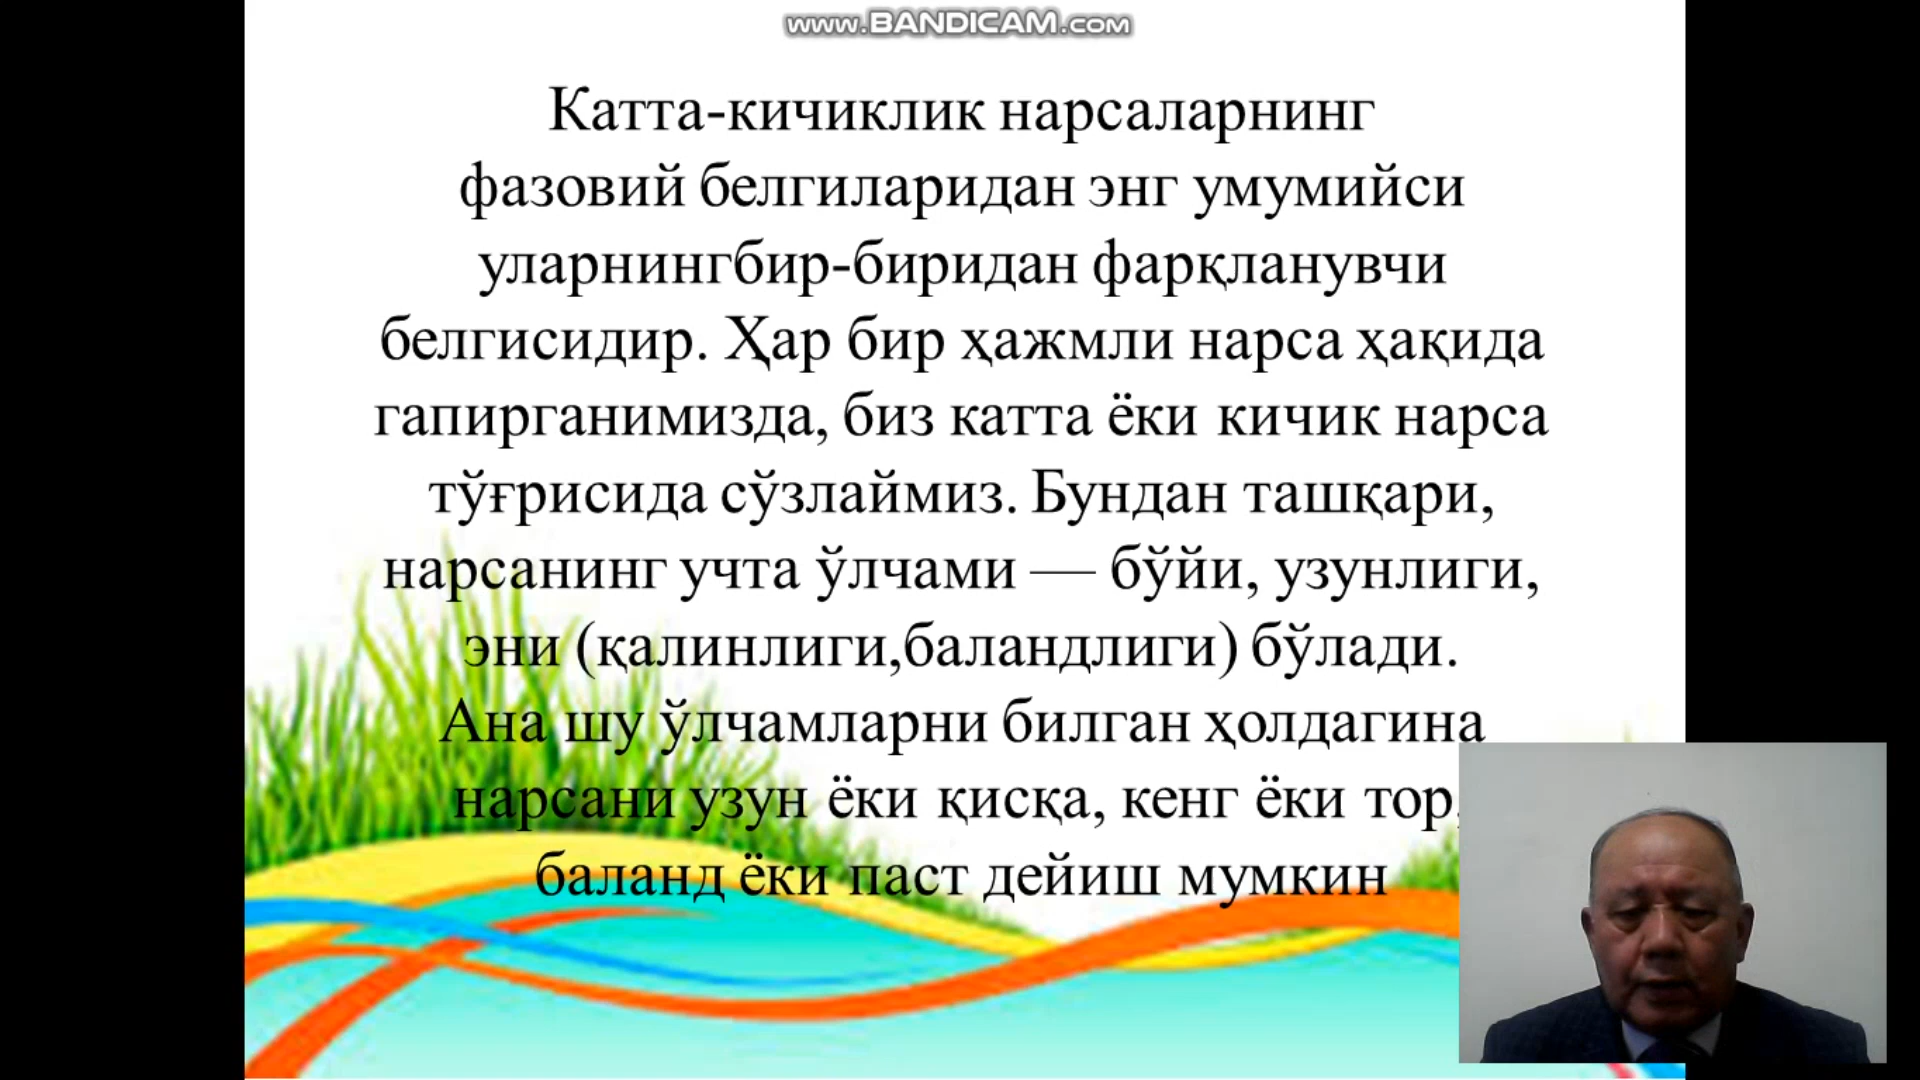 www.BANDICAM.com
Катта-кичиклик нарсаларнинг
фазовий белгиларидан энг умумийси
уларнингбир-биридан фарқланувчи
белгисидир. Ҳар бир ҳажмли нарса ҳақида
гапирганимизда, биз катта ёки кичик нарса
тўғрисида сўзлаймиз. Бундан ташқари,
нарсанинг учта ўлчами — бўйи, узунлиги,
эни (қалинлиги,баландлиги) бўлади.
Ана шу ўлчамларни билган ҳолдагина
нарсани узун ёки қисқа, кенг ёки тор,
баланд ёки паст дейиш мумкин